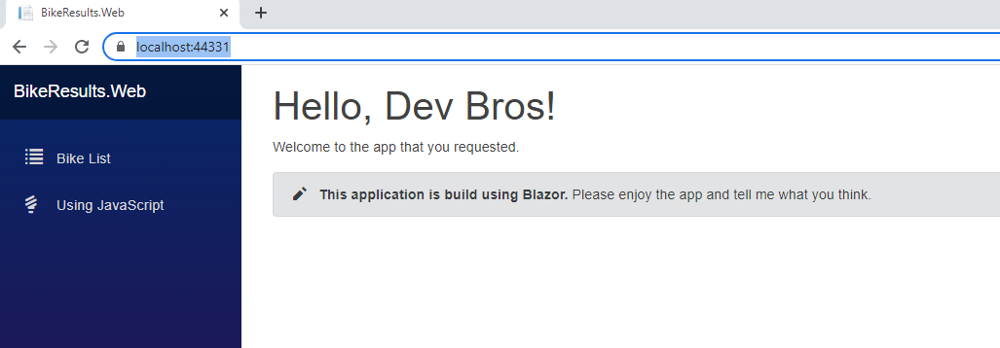 BikeResults.Web
localhost:44331
BikeResults.Web
Hello, Dev Bros!
Welcome to the app that you requested.
Bike List
This application is build using Blazor. Please enjoy the app and tell me what you think.
Using JavaScript